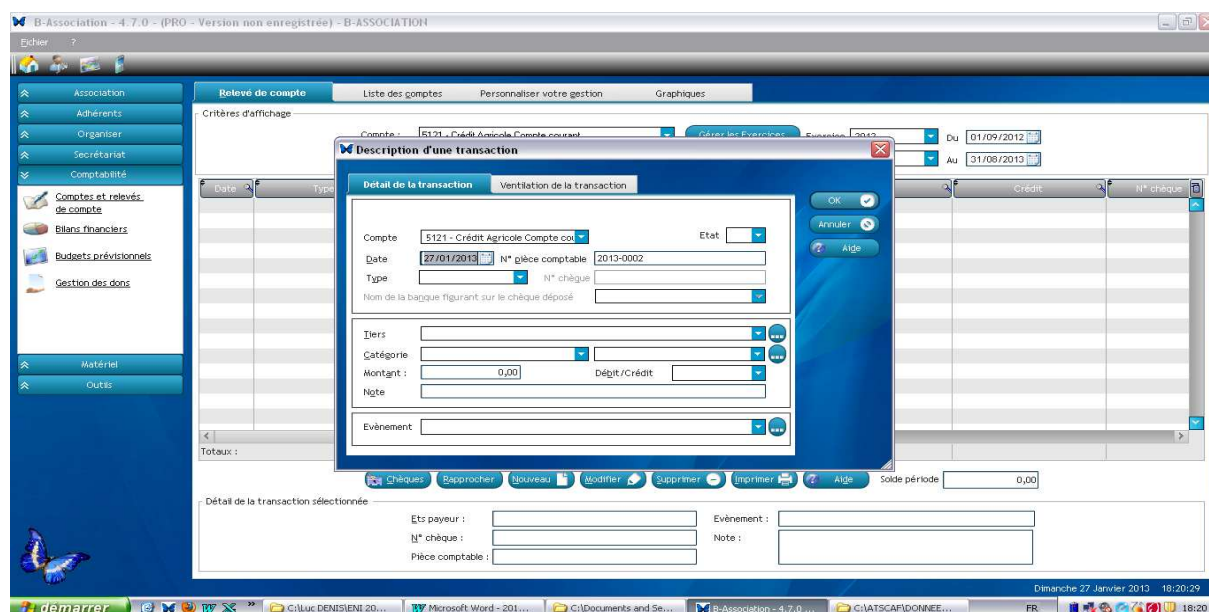 B-Association - 4.7.0 - (PRO - Version non enregistrée) - B-ASSOCIATION
Fichier ?
Association
Adhérents
Organiser
Secrétariat
Comptabilité
Comptes et relevés
de compte
Bilans financiers
Budgets prévisionnels
Gestion des dons
Matériel
Outils
Relevé de compte Liste des comptes Personnaliser votre gestion Graphiques
Critères d'affichage
Compte : 5121 - Crédit Agricole Compte courant Gérer les Exercices Exercice 2012 Du 01/09/2012
Au 31/08/2013
Date Type Crédit N° chèque
Description d'une transaction
Détail de la transaction Ventilation de la transaction
OK
Annuler
Aide
Compte 5121 - Crédit Agricole Compte cou Etat
Date 27/01/2013 N° pièce comptable 2013-0002
Type N° chèque
Nom de la banque figurant sur le chèque déposé
Tiers
Catégorie
Montant : 0,00 Débit/Crédit
Note
Evènement
Totaux :
Chèques Rapprocher Nouveau Modifier Supprimer Imprimer Aide Solde période 0,00
Détail de la transaction sélectionnée
Ets payeur : Evènement :
N° chèque : Note :
Pièce comptable :
Dimanche 27 Janvier 2013 18:20:29
démarrer » C:\Luc DENIS\ENI 20... Microsoft Word - 201... C:\Documents and Se... B-Association - 4.7.0 ... C:\ATSCAF\DONNEE... FR 18:20